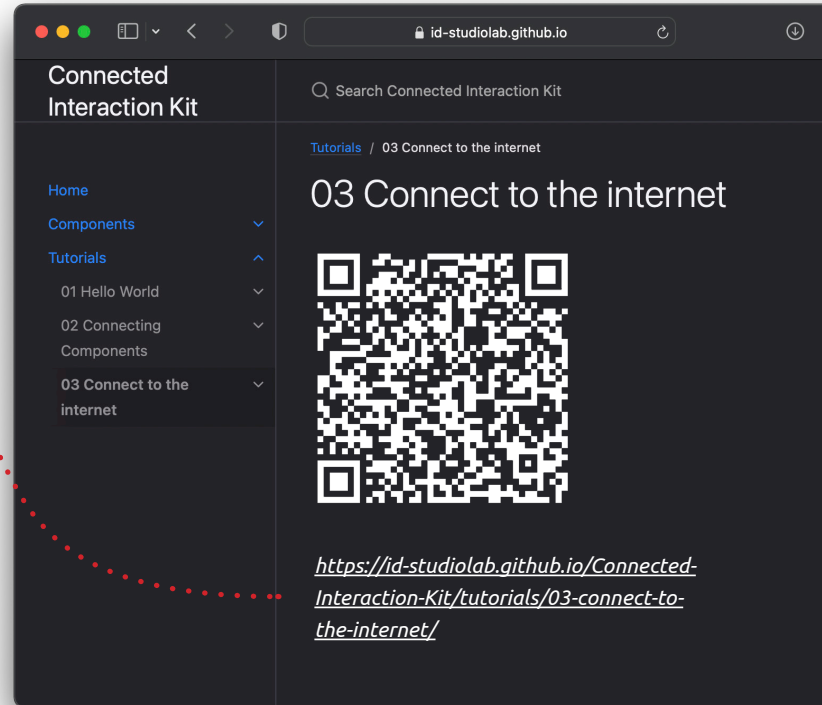 id-studiolab.github.io
Connected
Interaction Kit
Search Connected Interaction Kit
Home
Components
Tutorials
01 Hello World
02 Connecting
Components
03 Connect to the
internet
Tutorials / 03 Connect to the internet
03 Connect to the internet
https://id-studiolab.github.io/Connected-
Interaction-Kit/tutorials/03-connect-to-
the-internet/